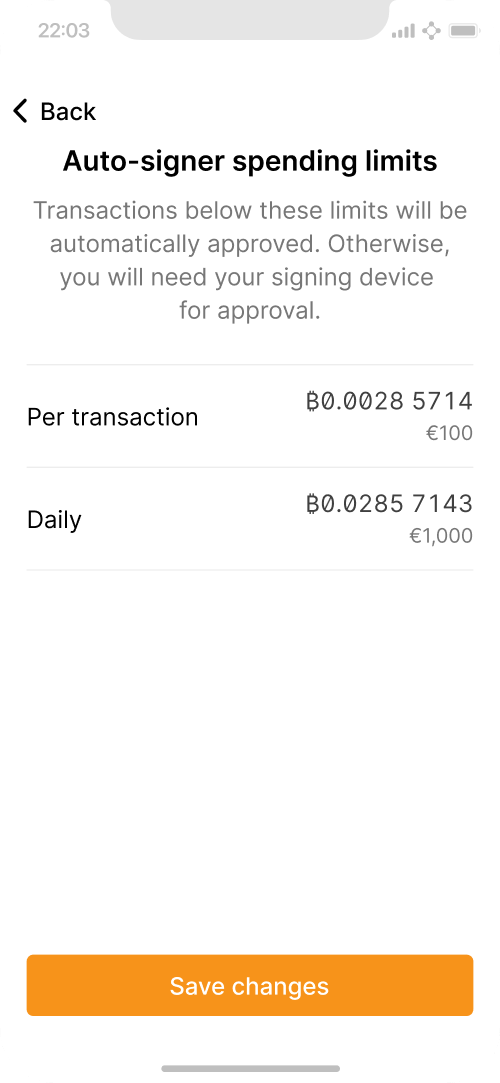 22:03
Back
Auto-signer spending limits
Transactions below these limits will be
automatically approved. Otherwise,
you will need your signing device
for approval.
Per transaction
₿0.0028 5714
€100
Daily
₿0.0285 7143
€1,000
Save changes